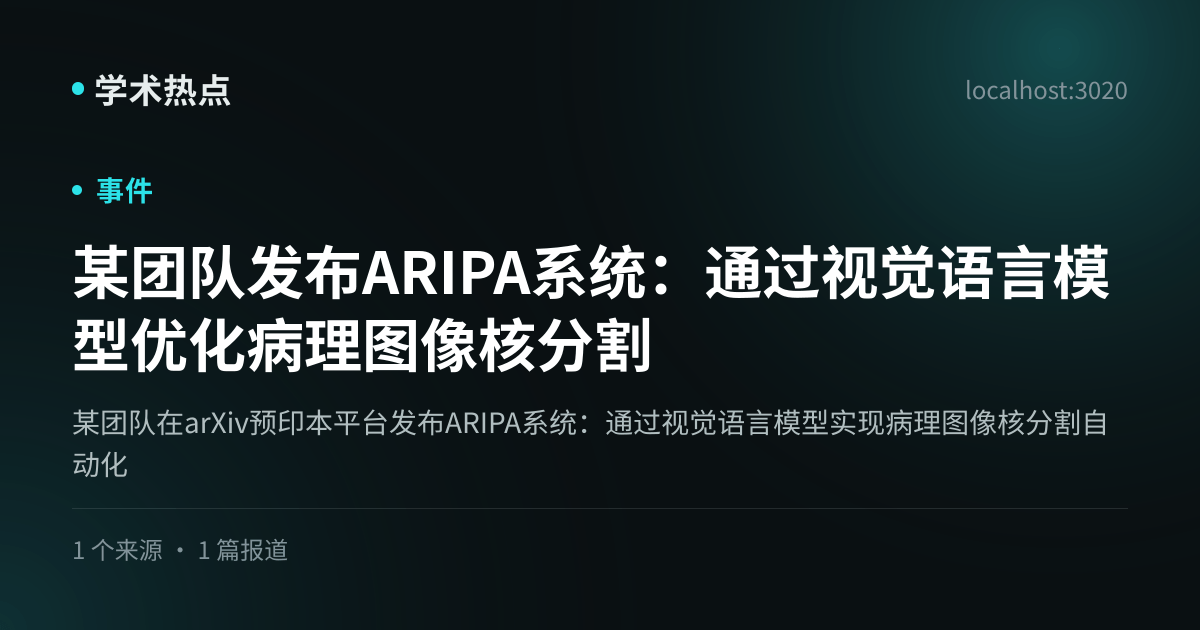 学术热点
localhost:3020
事件
某团队发布ARIPA系统：通过视觉语言模
型优化病理图像核分割
某团队在arXiv预印本平台发布ARIPA系统：通过视觉语言模型实现病理图像核分割自
动化
1 个来源 · 1 篇报道